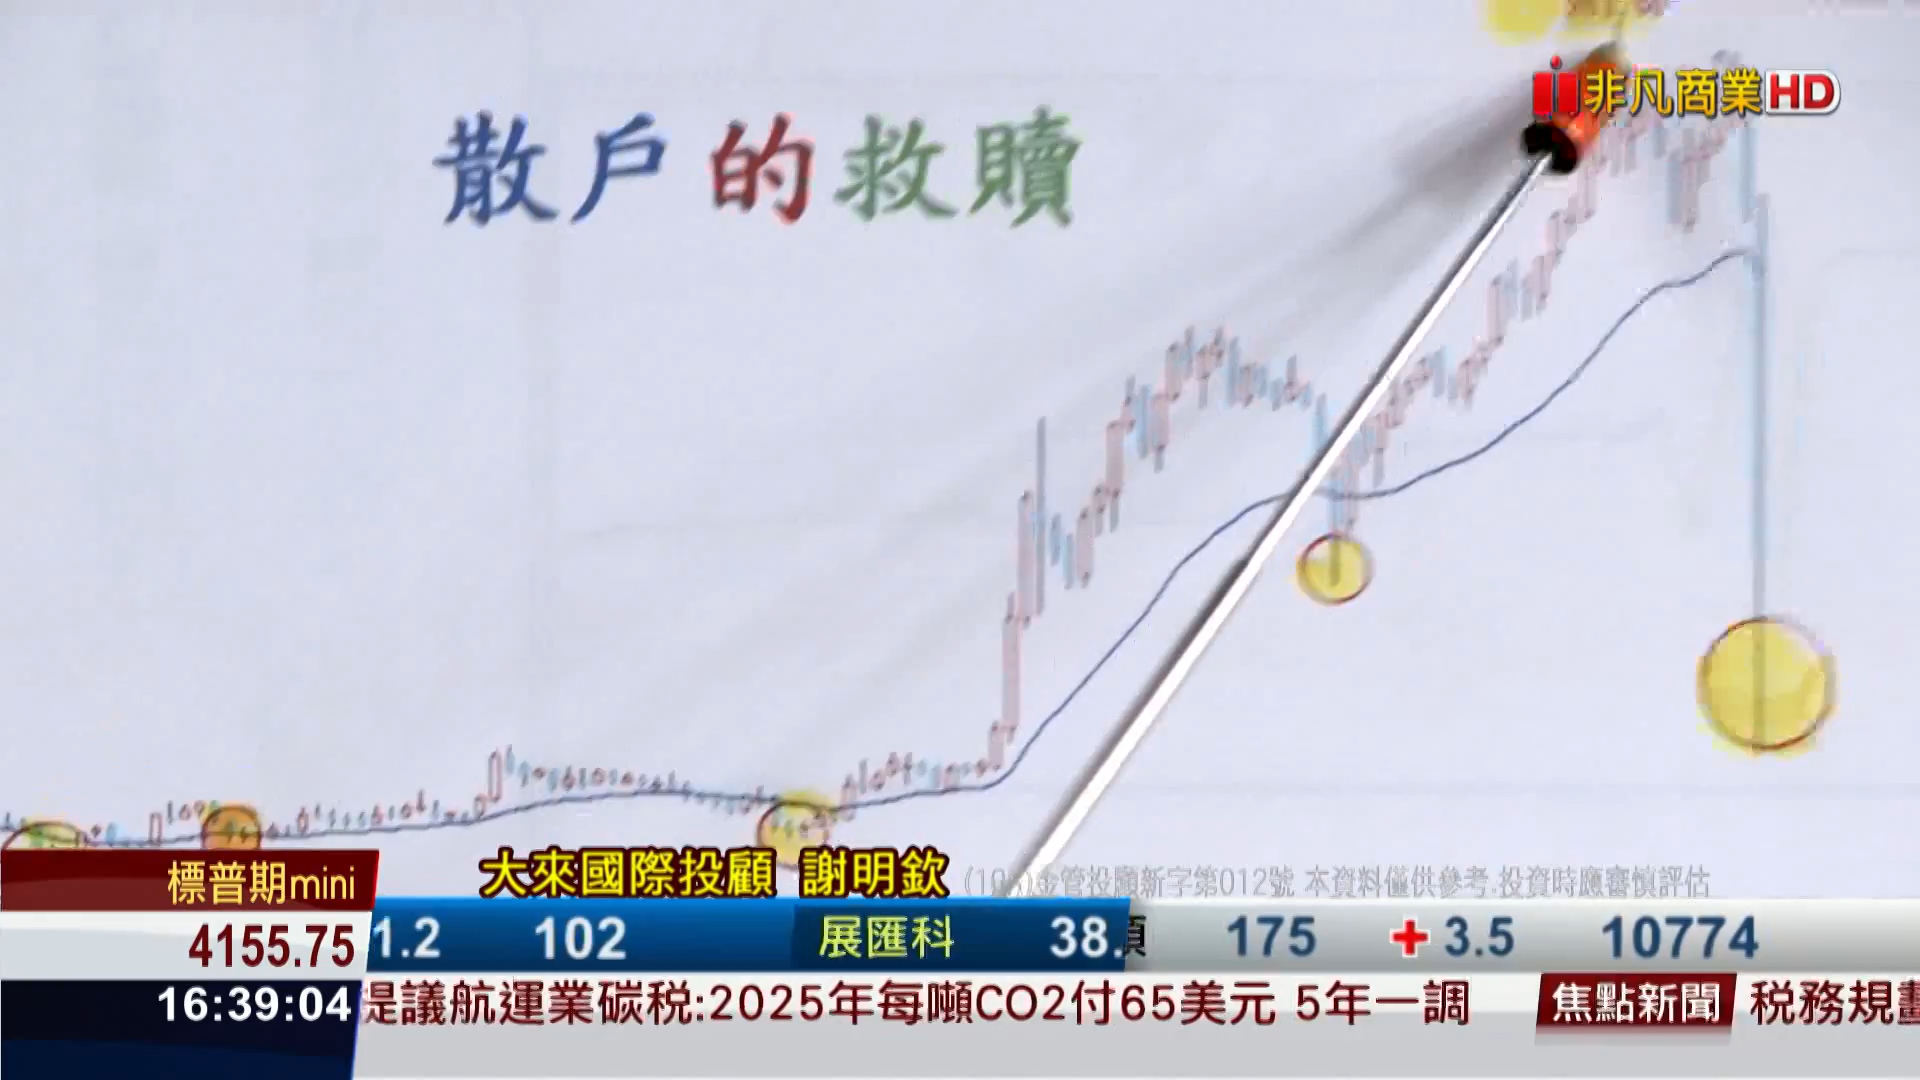 非凡商業HD
散戶的救贖
大來國際投顧 謝明欽
金管投顧新字第012號 本資料僅供參考,投資時應審慎評估
標普期mini
4155.75
1.2 102 展匯科 38. 175 +3.5 10774
16:39:04
提議航運業碳稅:2025年每噸CO2付65美元 5年一調 焦點新聞 稅務規劃